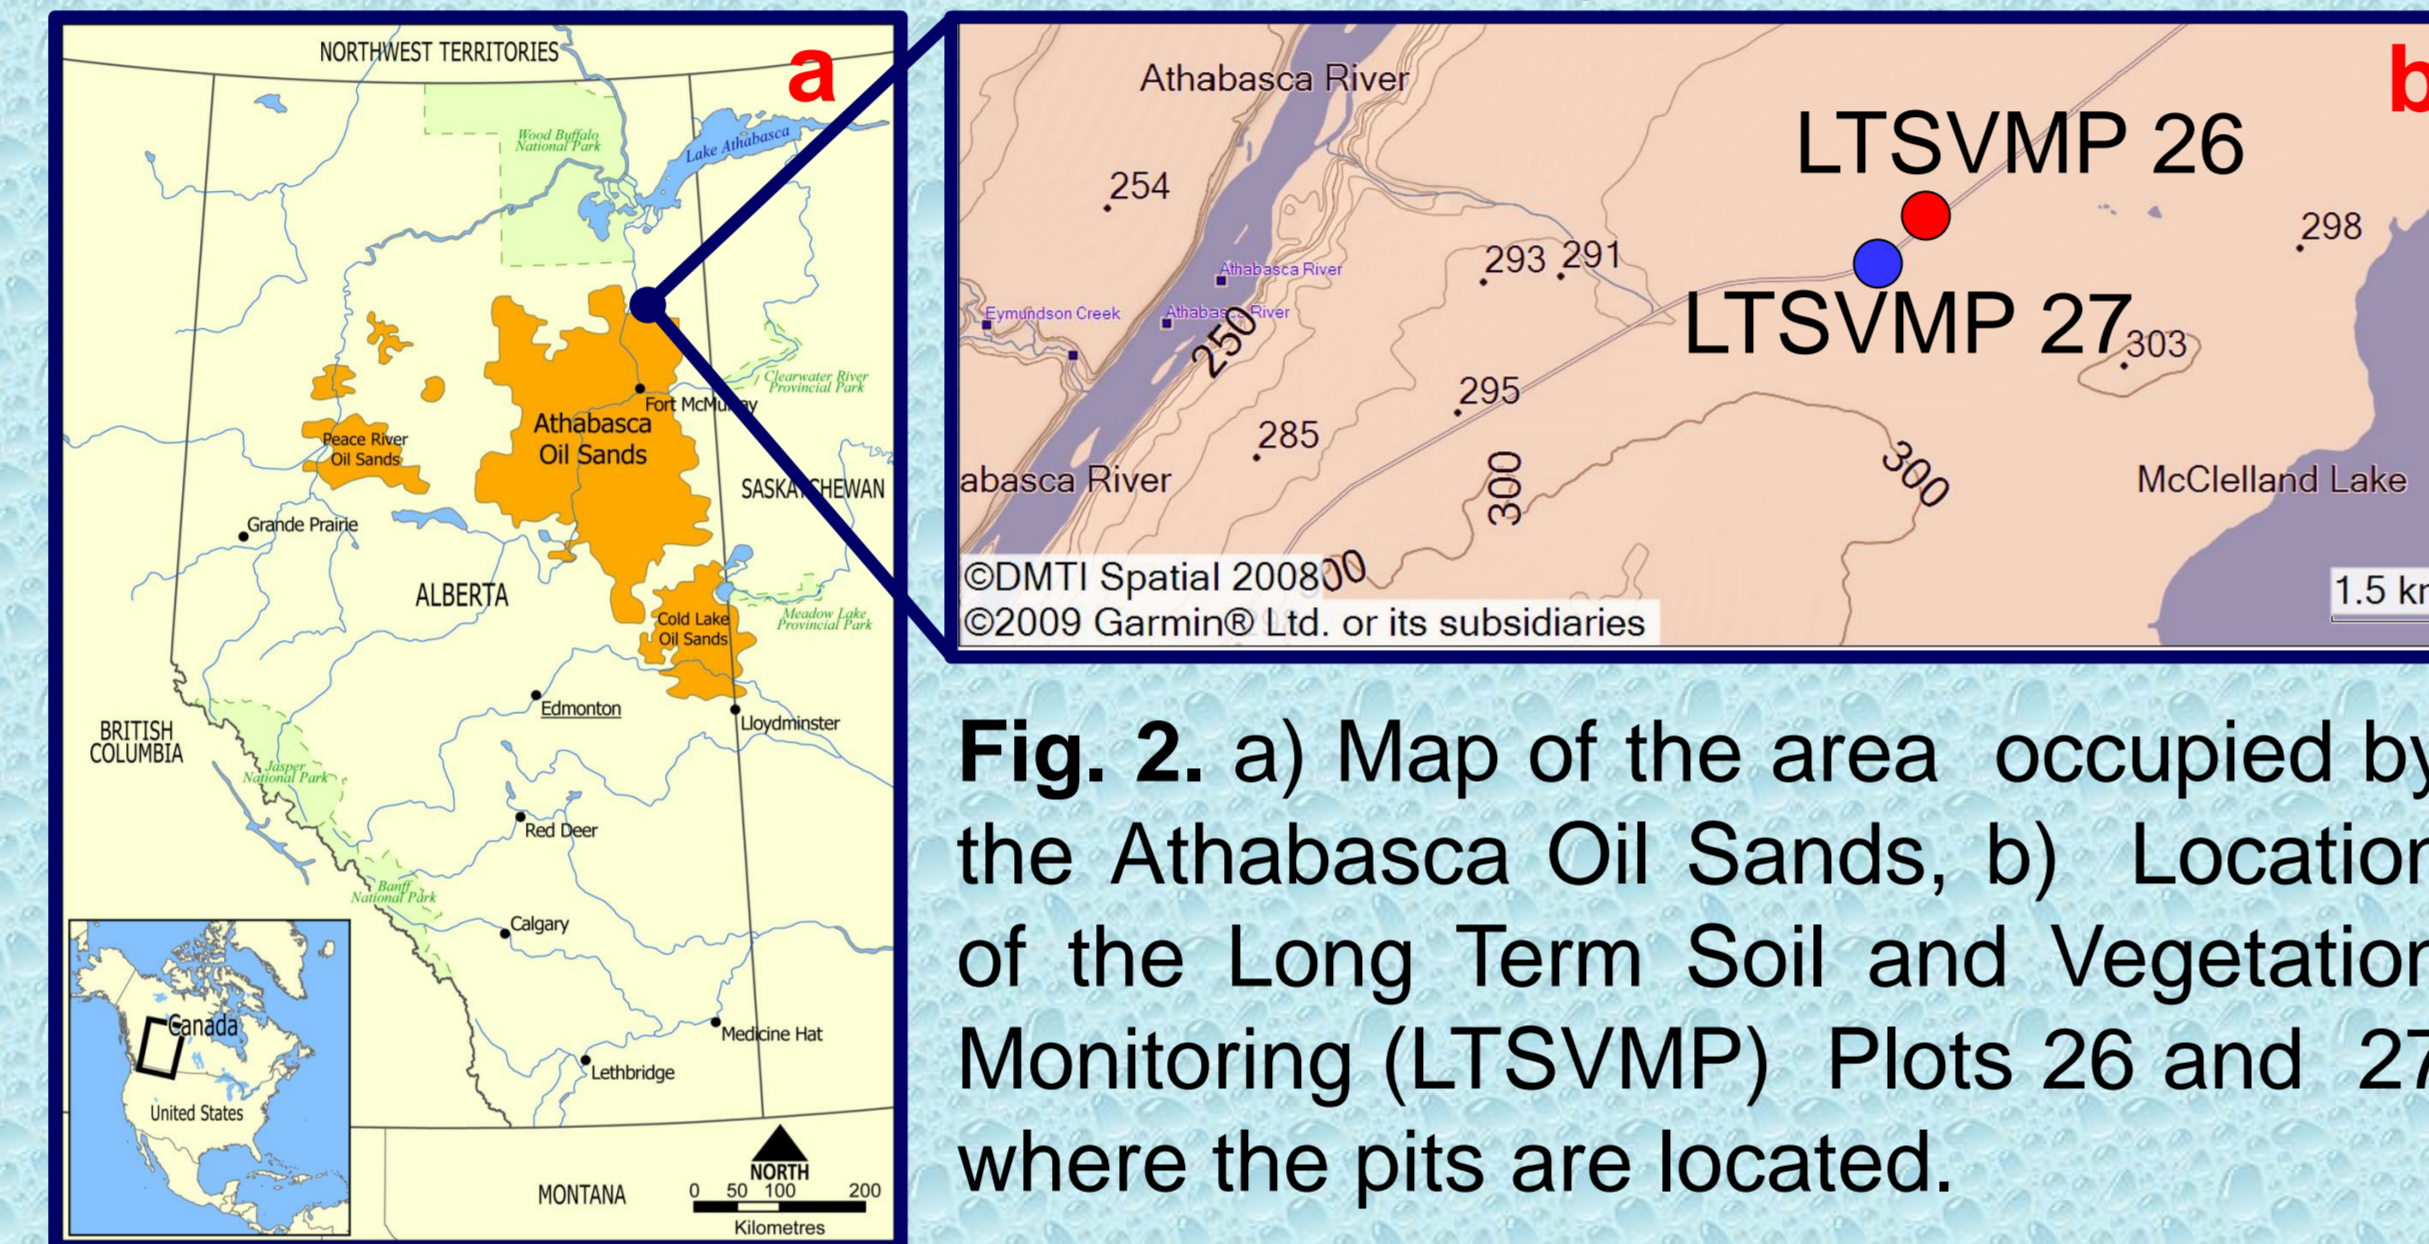 NORTHWEST TERRITORIES
a
Wood Buffalo
National Park
Lake Athabasca
Fort McMurray
Clearwater River
Provincial Park
Athabasca
Oil Sands
Peace River
Oil Sands
SASKATCHEWAN
Grande Prairie
ALBERTA
Cold Lake
Oil Sands
Meadow Lake
Provincial Park
Edmonton
Lloydminster
BRITISH
COLUMBIA
Jasper
National Park
Red Deer
Banff
National Park
Calgary
Medicine Hat
Lethbridge
Canada
United States
MONTANA
NORTH
0 50 100 200
Kilometres
b
Athabasca River
LTSVMP 26
254
298
293 291
Athabasca River
Eymundson Creek
Athabasca River
250
LTSVMP 27
303
295
285
300
300
abasca River
McClelland Lake
©DMTI Spatial 2008
00
©2009 Garmin® Ltd. or its subsidiaries
1.5 k
Fig. 2. a) Map of the area occupied by
the Athabasca Oil Sands, b) Location
of the Long Term Soil and Vegetation
Monitoring (LTSVMP) Plots 26 and 27
where the pits are located.